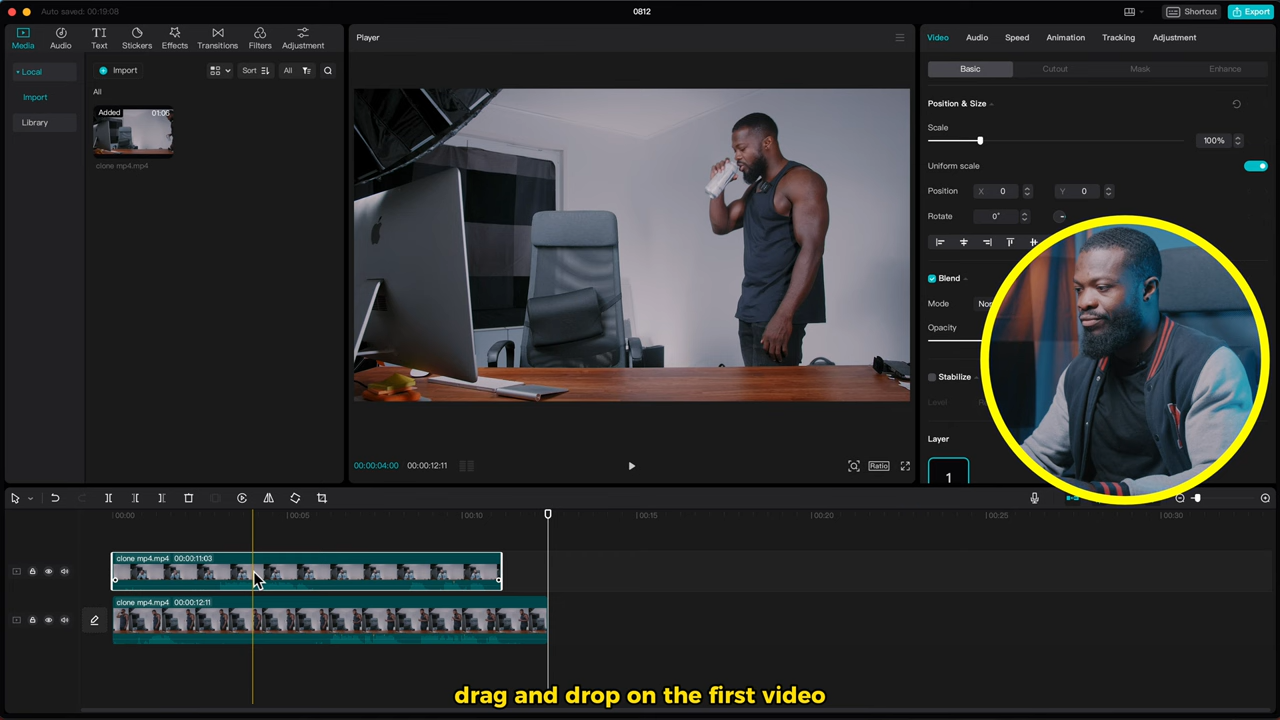 Auto saved: 00:19:08
0812
Shortcut
Export
Media
Audio
Text
Stickers
Effects
Transitions
Filters
Adjustment
Local
Import
Library
Import
Sort
All
All
Added
01:06
clone mp4.mp4
Player
00:00:04:00
00:00:12:11
Ratio
Video
Audio
Speed
Animation
Tracking
Adjustment
Basic
Cutout
Mask
Enhance
Position & Size
Scale
100%
Uniform scale
Position
X 0
Y 0
Rotate
0°
Blend
Mode
Opacity
Stabilize
Level
Layer
1
00:00
00:05
00:10
00:15
00:20
00:25
00:30
clone mp4.mp4 00:00:11:03
clone mp4.mp4 00:00:12:11
drag and drop on the first video